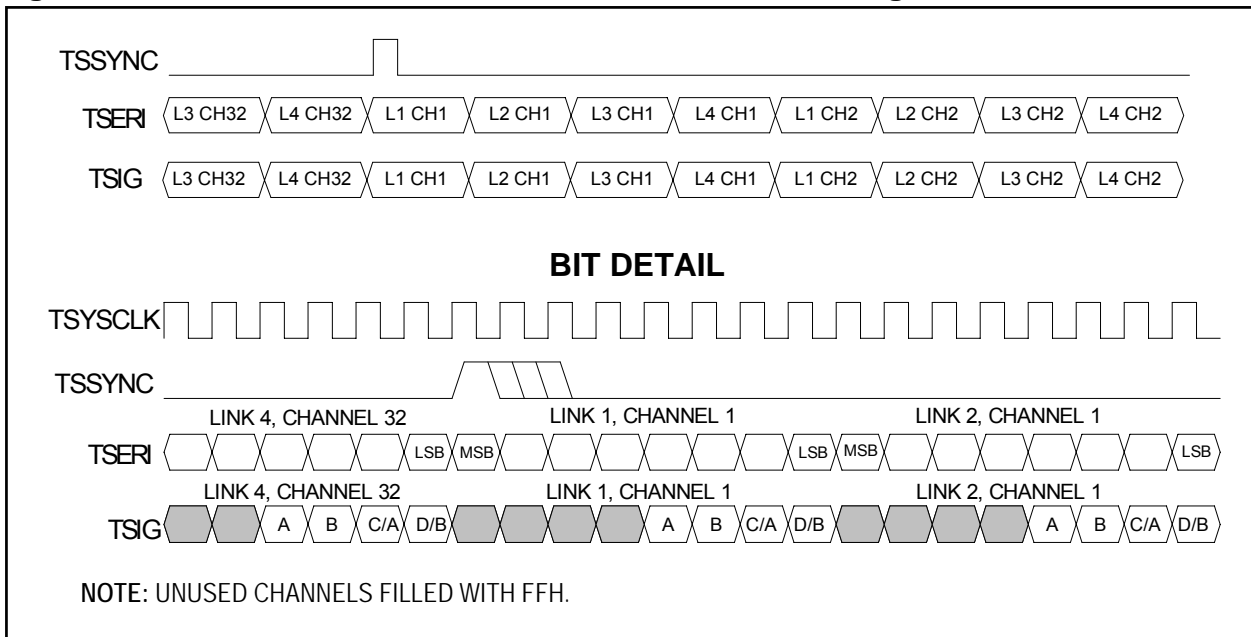 TSSYNC
TSERI L3 CH32 L4 CH32 L1 CH1 L2 CH1 L3 CH1 L4 CH1 L1 CH2 L2 CH2 L3 CH2 L4 CH2
TSIG L3 CH32 L4 CH32 L1 CH1 L2 CH1 L3 CH1 L4 CH1 L1 CH2 L2 CH2 L3 CH2 L4 CH2
BIT DETAIL
TSYSCLK
TSSYNC
LINK 4, CHANNEL 32 LINK 1, CHANNEL 1 LINK 2, CHANNEL 1
TSERI LSB MSB LSB MSB LSB
LINK 4, CHANNEL 32 LINK 1, CHANNEL 1 LINK 2, CHANNEL 1
TSIG A B C/A D/B A B C/A D/B A B C/A D/B
NOTE: UNUSED CHANNELS FILLED WITH FFH.